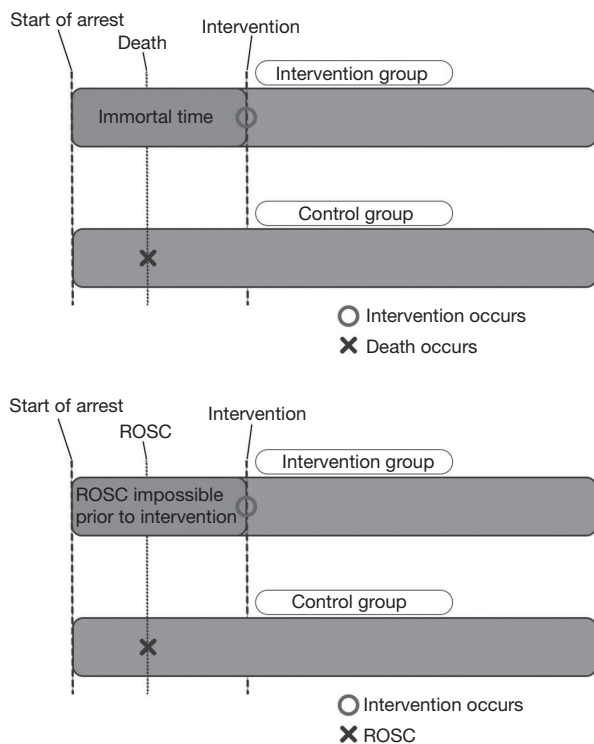 Start of arrest
Death
Intervention
Intervention group
Immortal time
Control group
Intervention occurs
Death occurs
Start of arrest
ROSC
Intervention
Intervention group
ROSC impossible
prior to intervention
Control group
Intervention occurs
ROSC